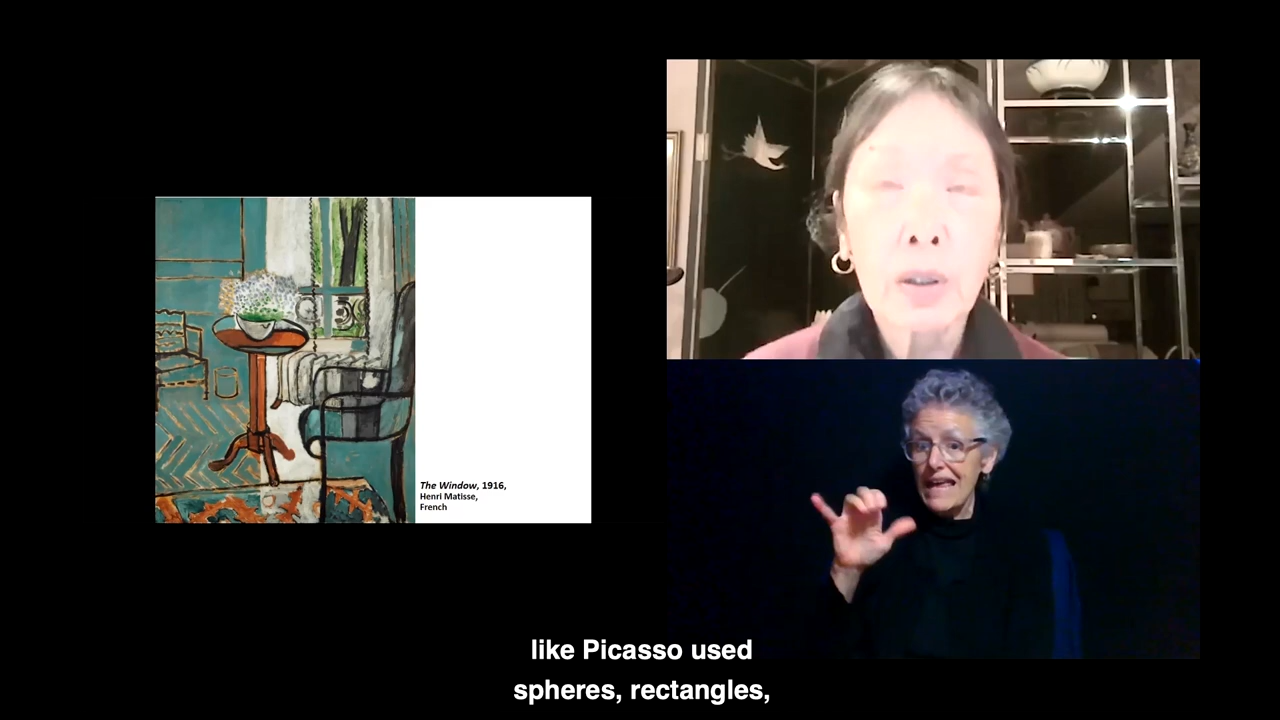 The Window, 1916,
Henri Matisse,
French
like Picasso used
spheres, rectangles,